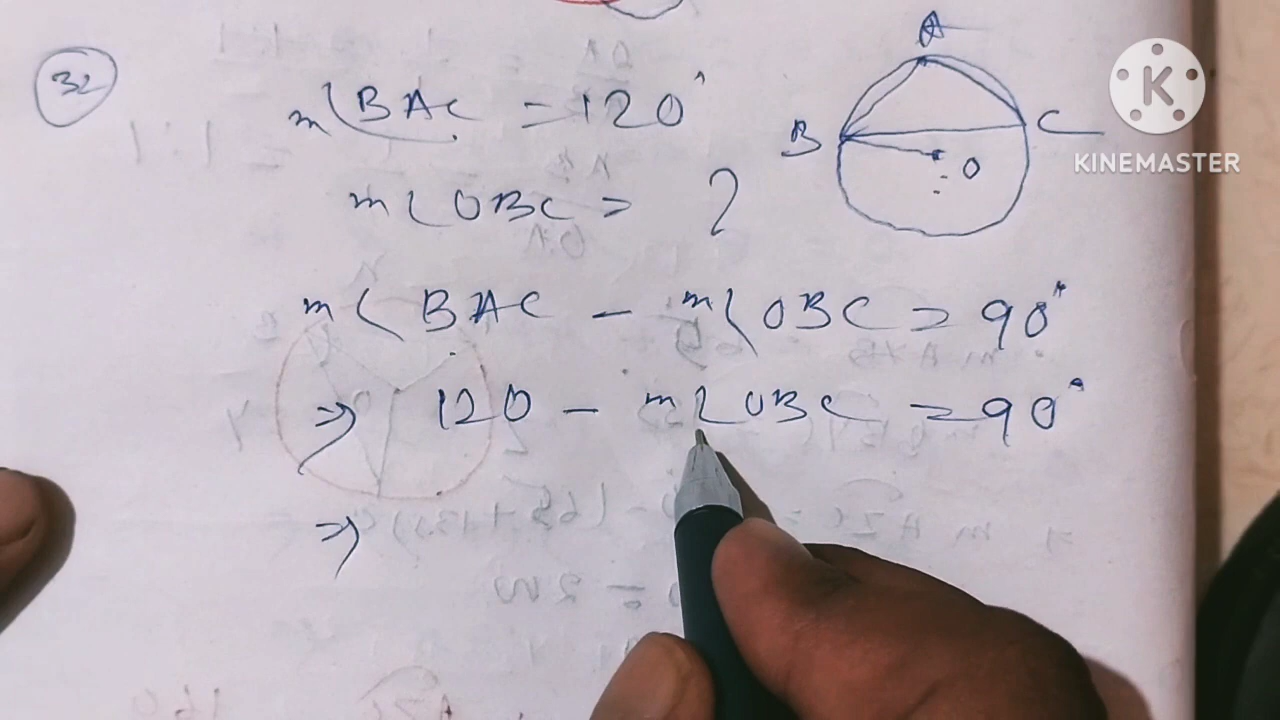 32
m∠BAC = 120°
m∠OBC = ?
m∠BAC - m∠OBC = 90°
⇒ 120 - m∠OBC = 90°
⇒
A
B
C
O
K
KINEMASTER